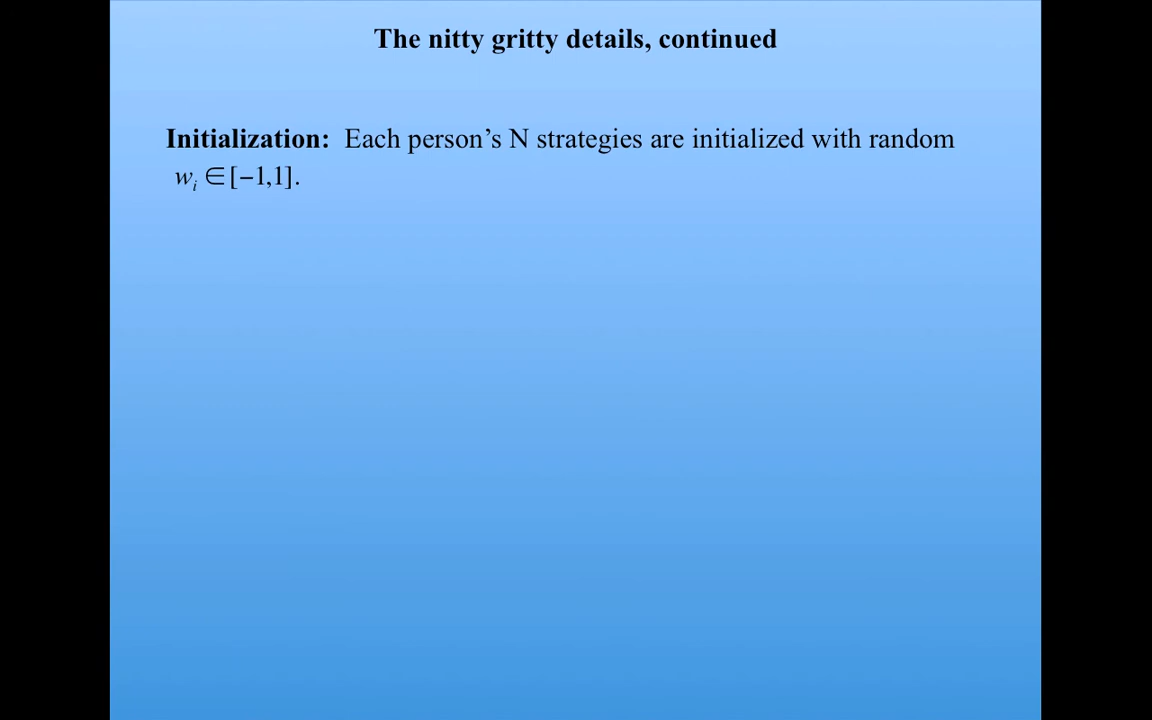 The nitty gritty details, continued
Initialization: Each person’s N strategies are initialized with random
wᵢ ∈[−1,1].